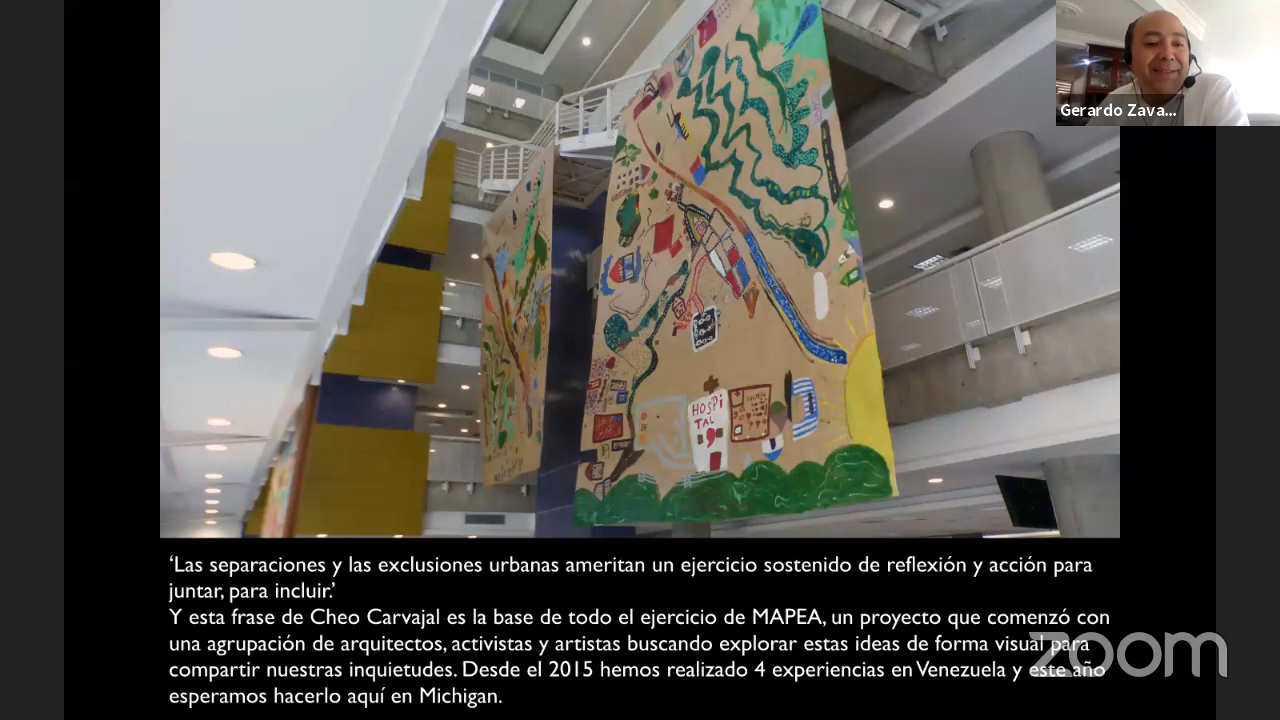 Gerardo Zava...
HOSPI
TAL
‘Las separaciones y las exclusiones urbanas ameritan un ejercicio sostenido de reflexión y acción para
juntar, para incluir.’
Y esta frase de Cheo Carvajal es la base de todo el ejercicio de MAPEA, un proyecto que comenzó con
una agrupación de arquitectos, activistas y artistas buscando explorar estas ideas de forma visual para
compartir nuestras inquietudes. Desde el 2015 hemos realizado 4 experiencias en Venezuela y este año
esperamos hacerlo aquí en Michigan.
zoom